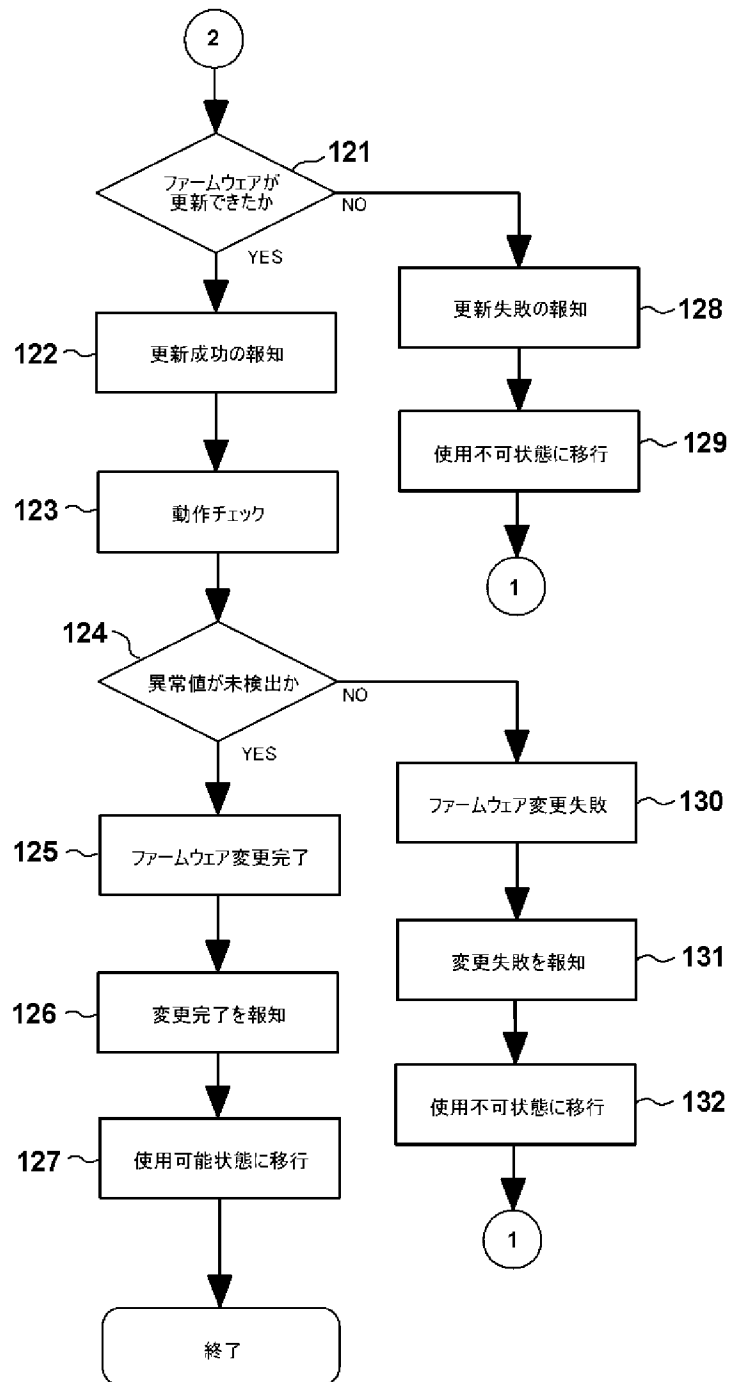 2
121
ファームウェアが
更新できたか
NO
YES
122
更新成功の報知
更新失敗の報知
128
使用不可状態に移行
129
123
動作チェック
1
124
異常値が未検出か
NO
YES
125
ファームウェア変更完了
ファームウェア変更失敗
130
126
変更完了を報知
変更失敗を報知
131
127
使用可能状態に移行
使用不可状態に移行
132
1
終了